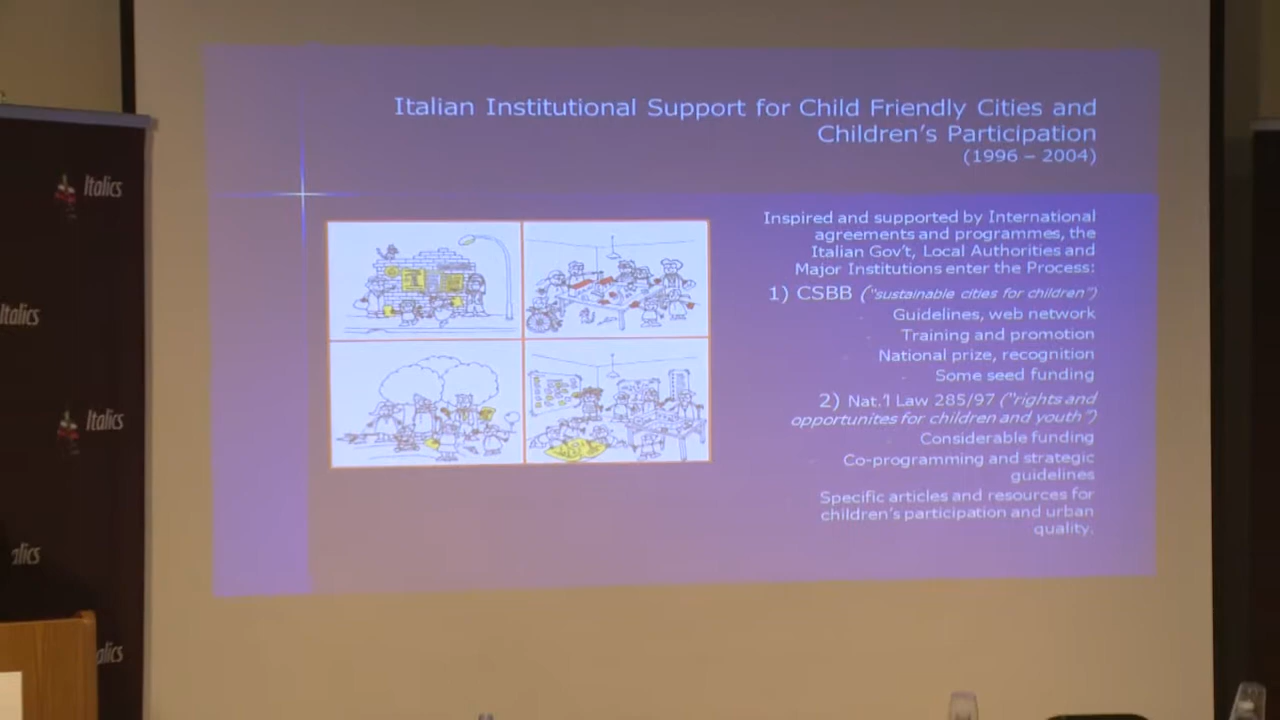 Italian Institutional Support for Child Friendly Cities and
Children's Participation
(1996 – 2004)
Inspired and supported by International
agreements and programmes, the
Italian Gov't, Local Authorities and
Major Institutions enter the Process:
1) CSBB ("sustainable cities for children")
Guidelines, web network
Training and promotion
National prize, recognition
Some seed funding
2) Nat.'l Law 285/97 ("rights and
opportunites for children and youth")
Considerable funding
Co-programming and strategic
guidelines
Specific articles and resources for
children's participation and urban
quality.
Italics
Italics
Italics
alics
alics